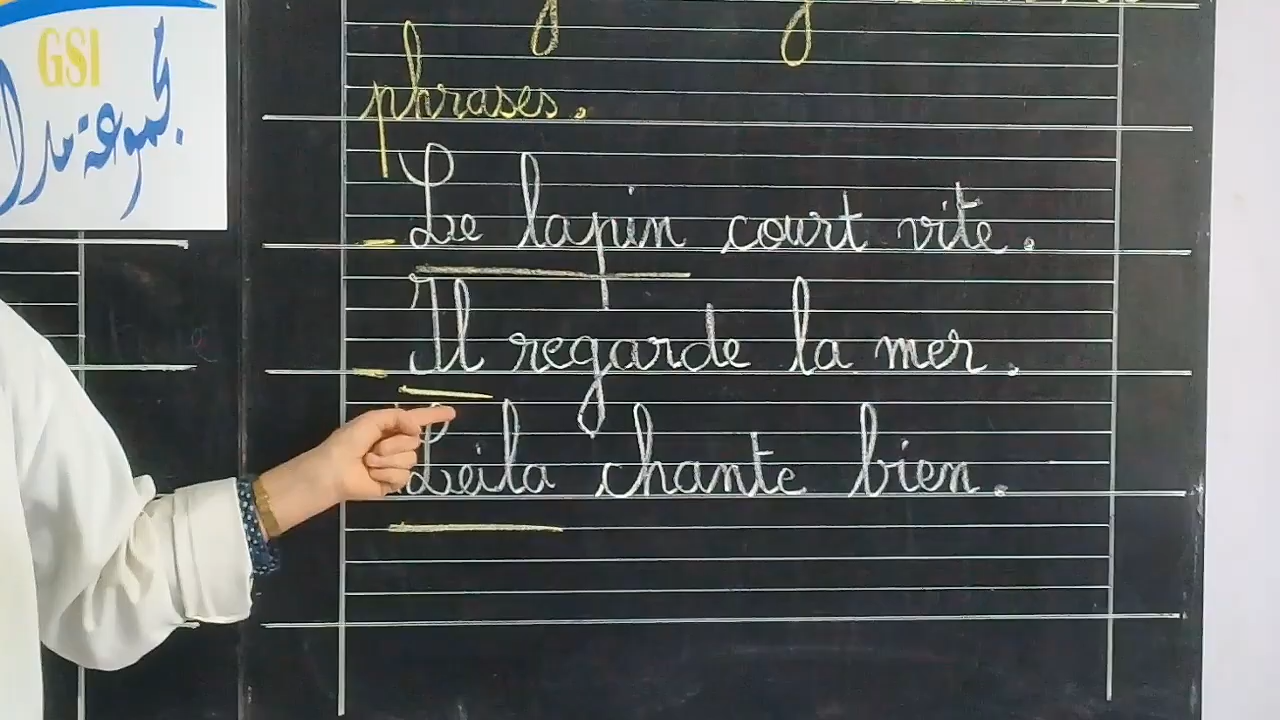 GSI
مجموعة مدا
phrases.
- Le lapin court vite.
- Il regarde la mer.
Leila chante bien.